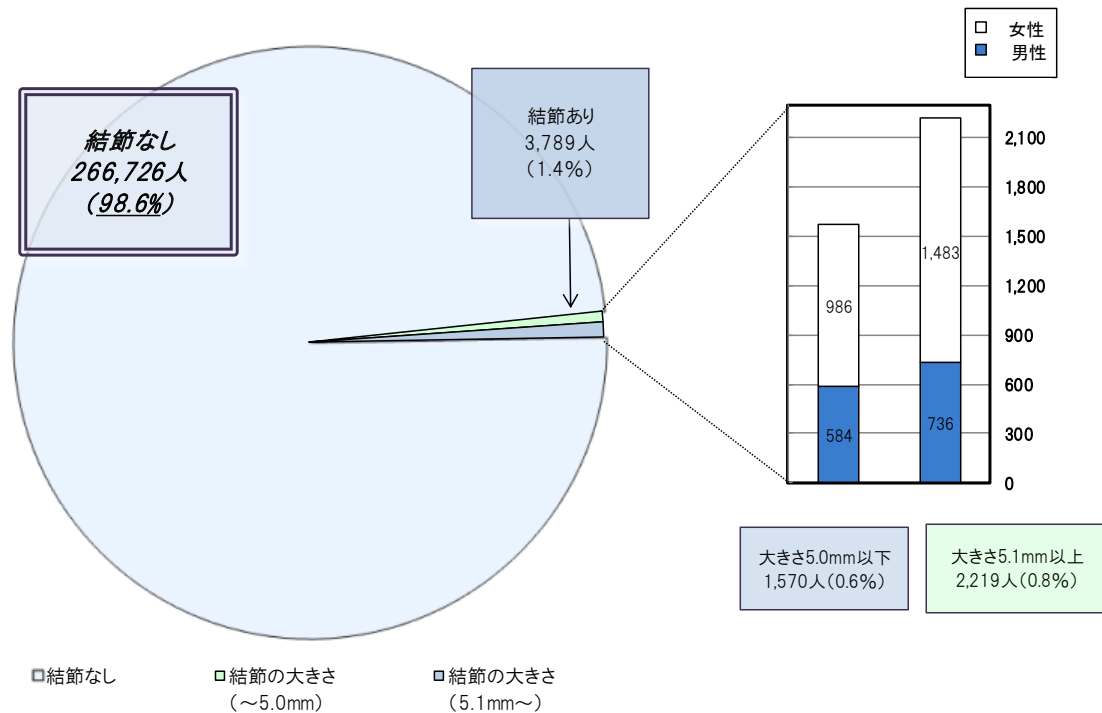 女性
男性
結節なし
266,726人
(98.6%)
結節あり
3,789人
(1.4%)
2,100
1,800
1,500
1,200
900
600
300
0
1,483
986
736
584
大きさ5.0mm以下
1,570人(0.6%)
大きさ5.1mm以上
2,219人(0.8%)
結節なし
結節の大きさ
(～5.0mm)
結節の大きさ
(5.1mm～)